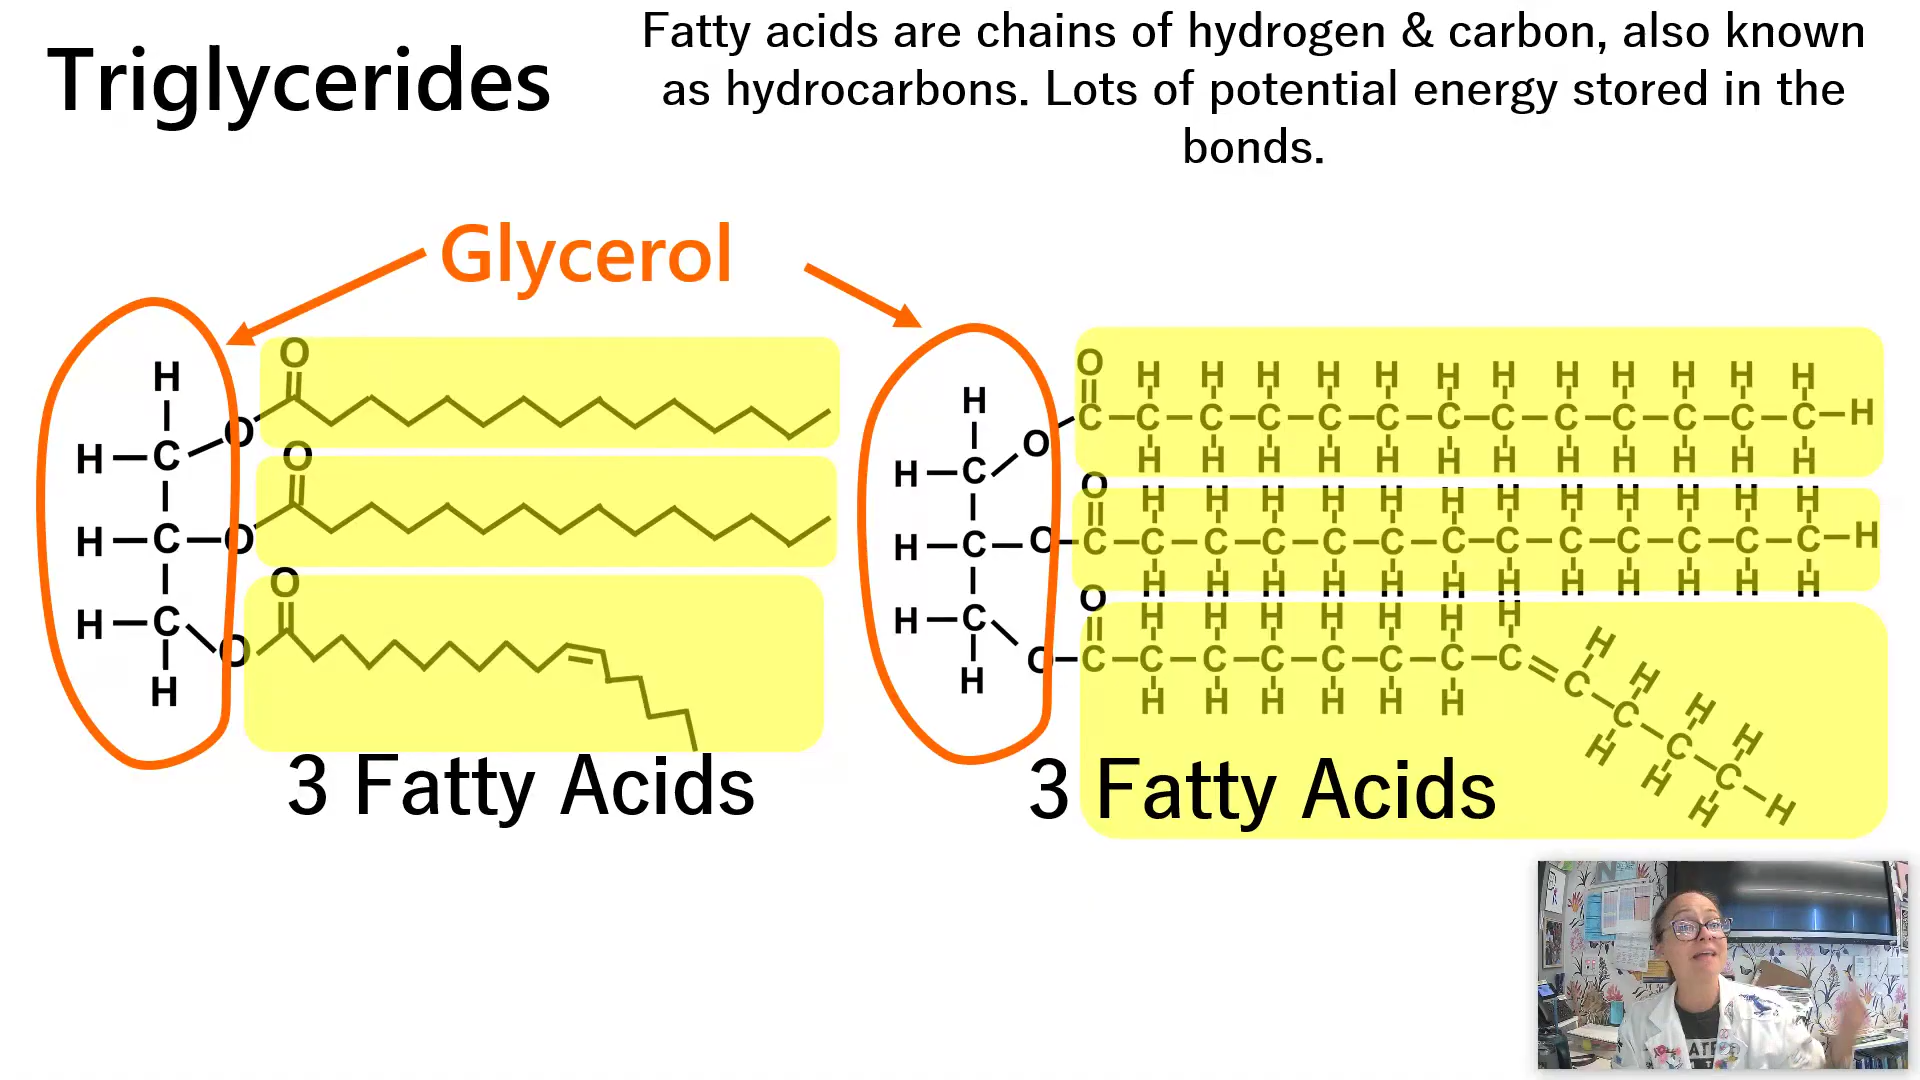 Triglycerides
Fatty acids are chains of hydrogen & carbon, also known
as hydrocarbons. Lots of potential energy stored in the
bonds.
Glycerol
H
O
H C O
O
H C O
O
H C O
H
3 Fatty Acids
H
O H H H H H H H H H H H H
H C O C C C C C C C C C C C C C H
H H H H H H H H H H H H
O H H H H H H H H H H H H
H C O C C C C C C C C C C C C C H
H H H H H H H H H H H H
O H H H H H H H H H H H
H C O C C C C C C C C C C C C H
H H H H H H H H H H H
3 Fatty Acids